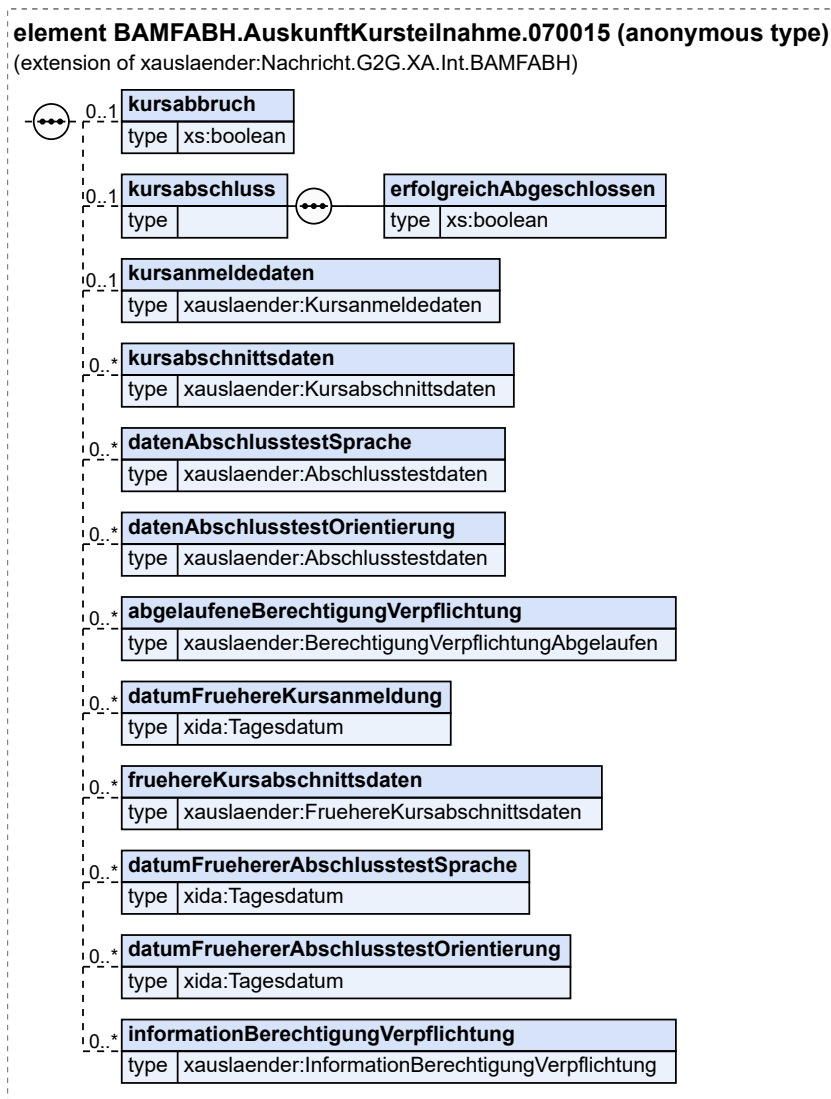 element BAMFABH.AuskunftKursteilnahme.070015 (anonymous type)
(extension of xauslaender:Nachricht.G2G.XA.Int.BAMFABH)
0..1 kursabbruch
type xs:boolean
0..1 kursabschluss erfolgreichAbgeschlossen
type type xs:boolean
0..1 kursanmeldedaten
type xauslaender:Kursanmeldedaten
0..* kursabschnittsdaten
type xauslaender:Kursabschnittsdaten
0..* datenAbschlusstestSprache
type xauslaender:Abschlusstestdaten
0..* datenAbschlusstestOrientierung
type xauslaender:Abschlusstestdaten
0..* abgelaufeneBerechtigungVerpflichtung
type xauslaender:BerechtigungVerpflichtungAbgelaufen
0..* datumFruehereKursanmeldung
type xida:Tagesdatum
0..* fruehereKursabschnittsdaten
type xauslaender:FruehereKursabschnittsdaten
0..* datumFruehererAbschlusstestSprache
type xida:Tagesdatum
0..* datumFruehererAbschlusstestOrientierung
type xida:Tagesdatum
0..* informationBerechtigungVerpflichtung
type xauslaender:InformationBerechtigungVerpflichtung